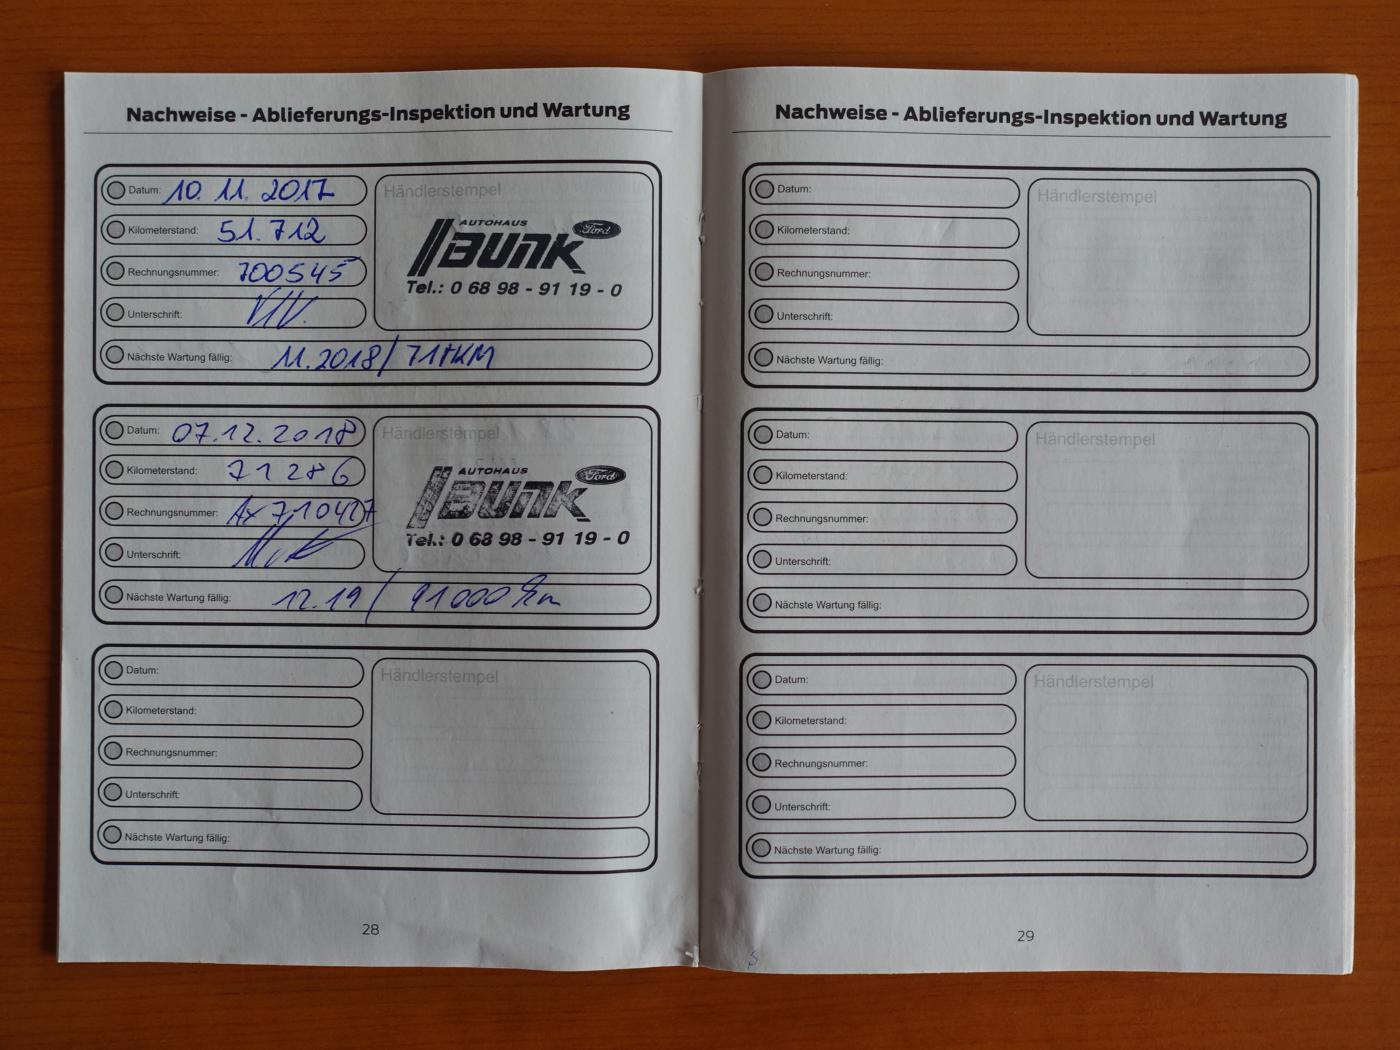 Nachweise - Ablieferungs-Inspektion und Wartung
Datum: 10. 11. 2017
Kilometerstand: 51.712
Rechnungsnummer: 700545
Unterschrift:
Händlerstempel
AUTOHAUS
BUNK Ford
Tel.: 0 68 98 - 91 19 - 0
Nächste Wartung fällig: 11.2018/ 71tKM
Datum: 07.12.2018
Kilometerstand: 71 286
Rechnungsnummer: Ax 710427
Unterschrift:
Händlerstempel
AUTOHAUS
BUNK Ford
Tel.: 0 68 98 - 91 19 - 0
Nächste Wartung fällig: 12.19 / 91000 km
Datum:
Kilometerstand:
Rechnungsnummer:
Unterschrift:
Händlerstempel
Nächste Wartung fällig:
28
Nachweise - Ablieferungs-Inspektion und Wartung
Datum:
Kilometerstand:
Rechnungsnummer:
Unterschrift:
Händlerstempel
Nächste Wartung fällig:
Datum:
Kilometerstand:
Rechnungsnummer:
Unterschrift:
Händlerstempel
Nächste Wartung fällig:
Datum:
Kilometerstand:
Rechnungsnummer:
Unterschrift:
Händlerstempel
Nächste Wartung fällig:
29